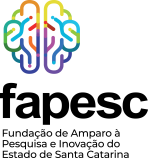 fapesc
Fundação de Amparo à
Pesquisa e Inovação do
Estado de Santa Catarina